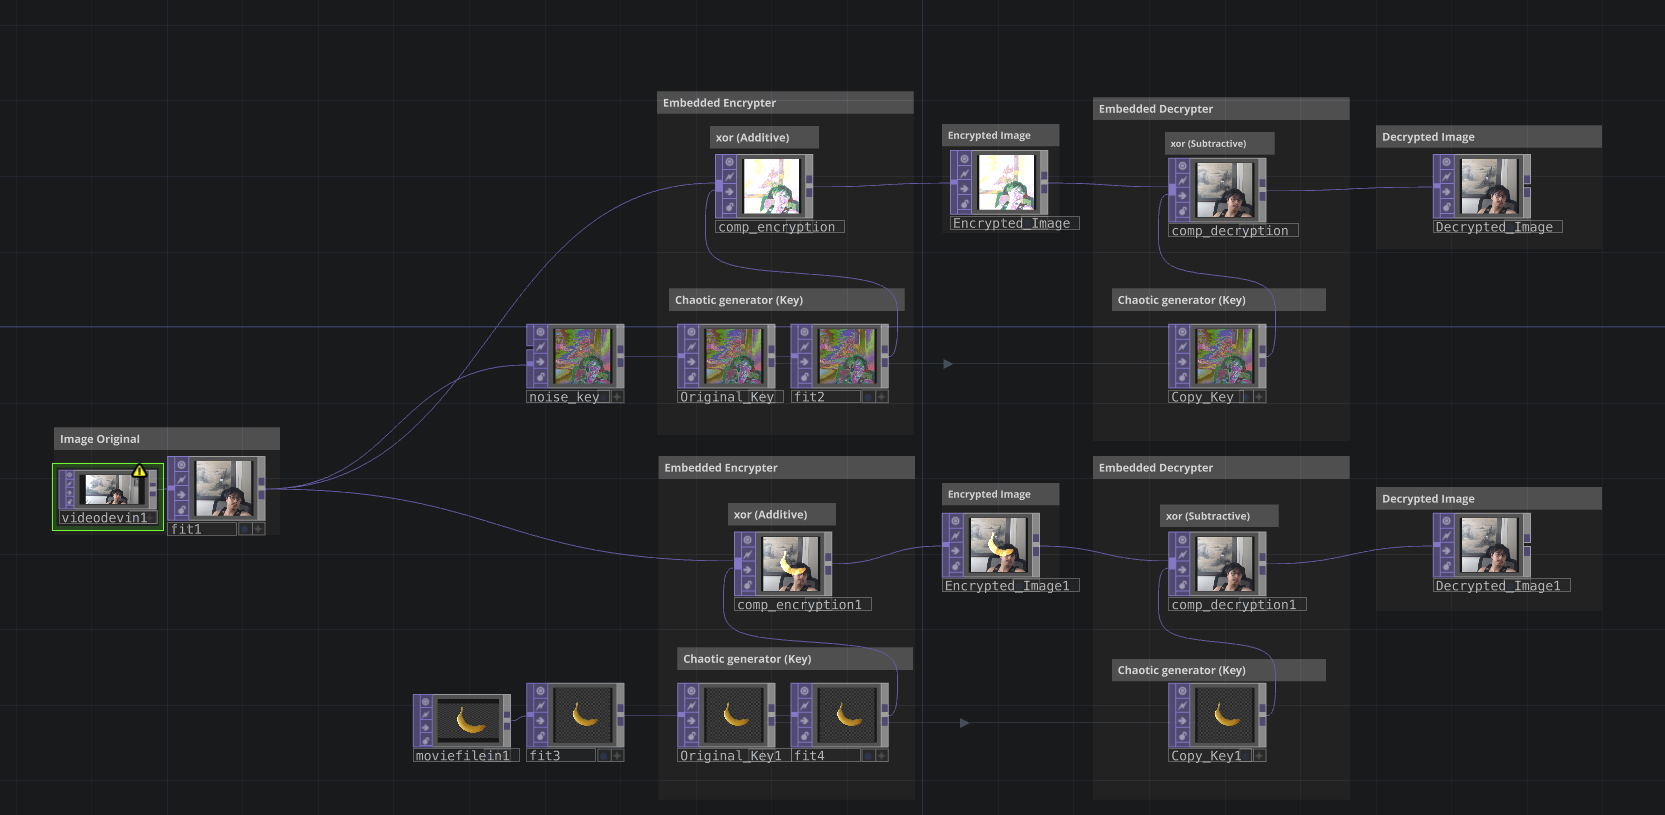 Embedded Encrypter
xor (Additive)
comp_encryption
Encrypted Image
Encrypted_Image
Embedded Decrypter
xor (Subtractive)
comp_decryption
Decrypted Image
Decrypted_Image
Chaotic generator (Key)
noise_key
Original_Key
fit2
Chaotic generator (Key)
Copy_Key
Image Original
videodevin1
fit1
Embedded Encrypter
xor (Additive)
comp_encryption1
Encrypted Image
Encrypted_Image1
Embedded Decrypter
xor (Subtractive)
comp_decryption1
Decrypted Image
Decrypted_Image1
Chaotic generator (Key)
moviefilein1
fit3
Original_Key1
fit4
Chaotic generator (Key)
Copy_Key1